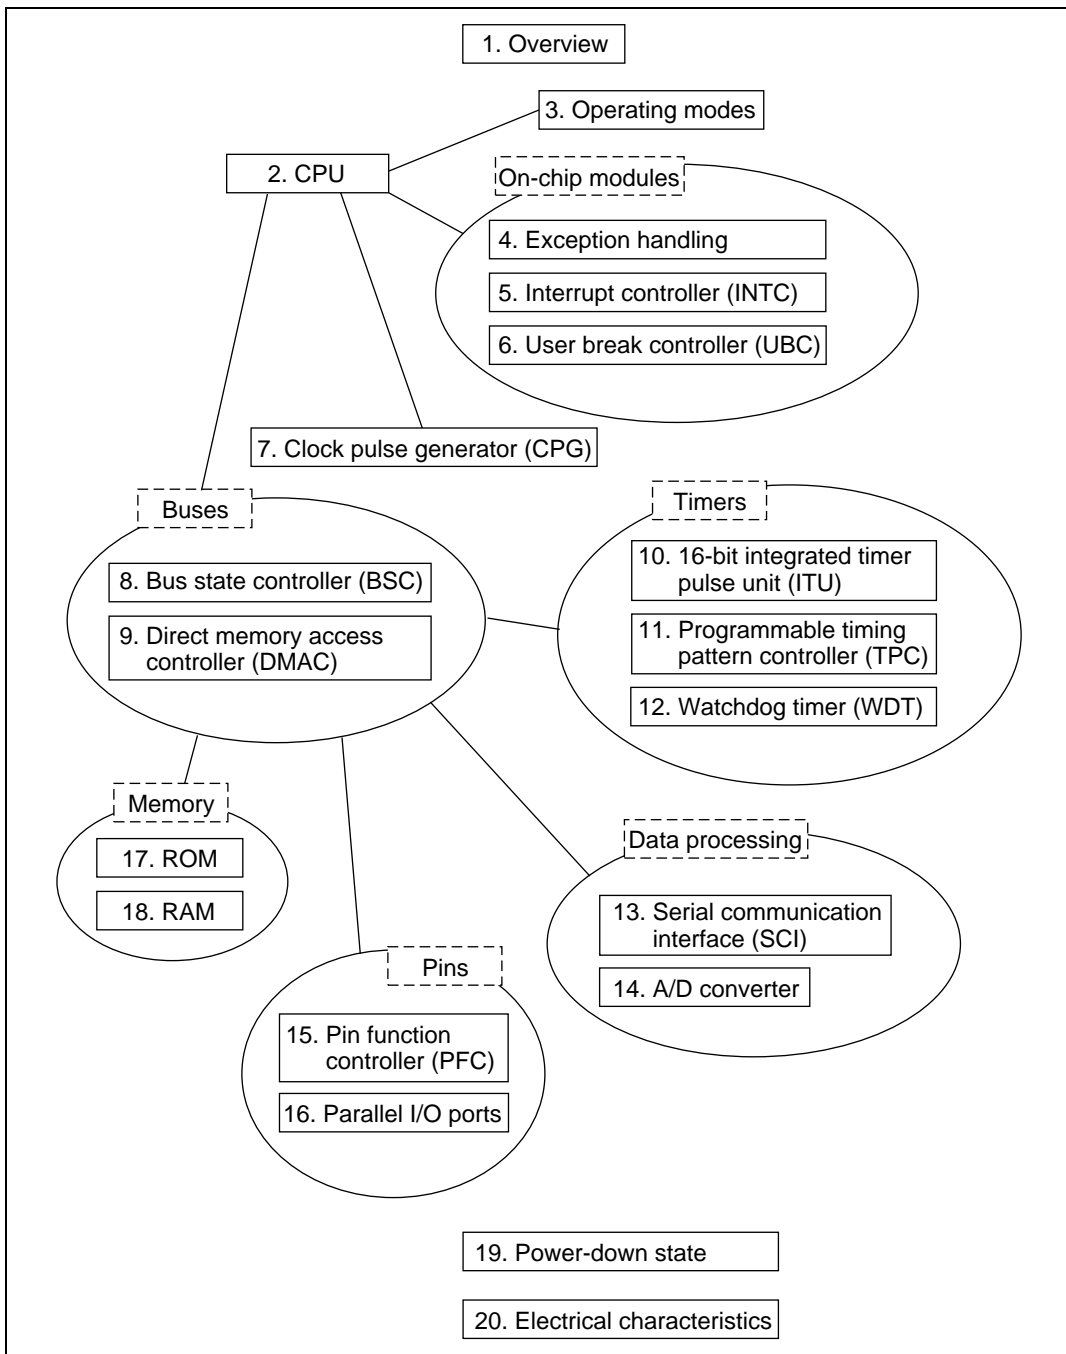 1. Overview
3. Operating modes
2. CPU
On-chip modules
4. Exception handling
5. Interrupt controller (INTC)
6. User break controller (UBC)
7. Clock pulse generator (CPG)
Buses
8. Bus state controller (BSC)
9. Direct memory access
controller (DMAC)
Timers
10. 16-bit integrated timer
pulse unit (ITU)
11. Programmable timing
pattern controller (TPC)
12. Watchdog timer (WDT)
Memory
17. ROM
18. RAM
Data processing
13. Serial communication
interface (SCI)
14. A/D converter
Pins
15. Pin function
controller (PFC)
16. Parallel I/O ports
19. Power-down state
20. Electrical characteristics